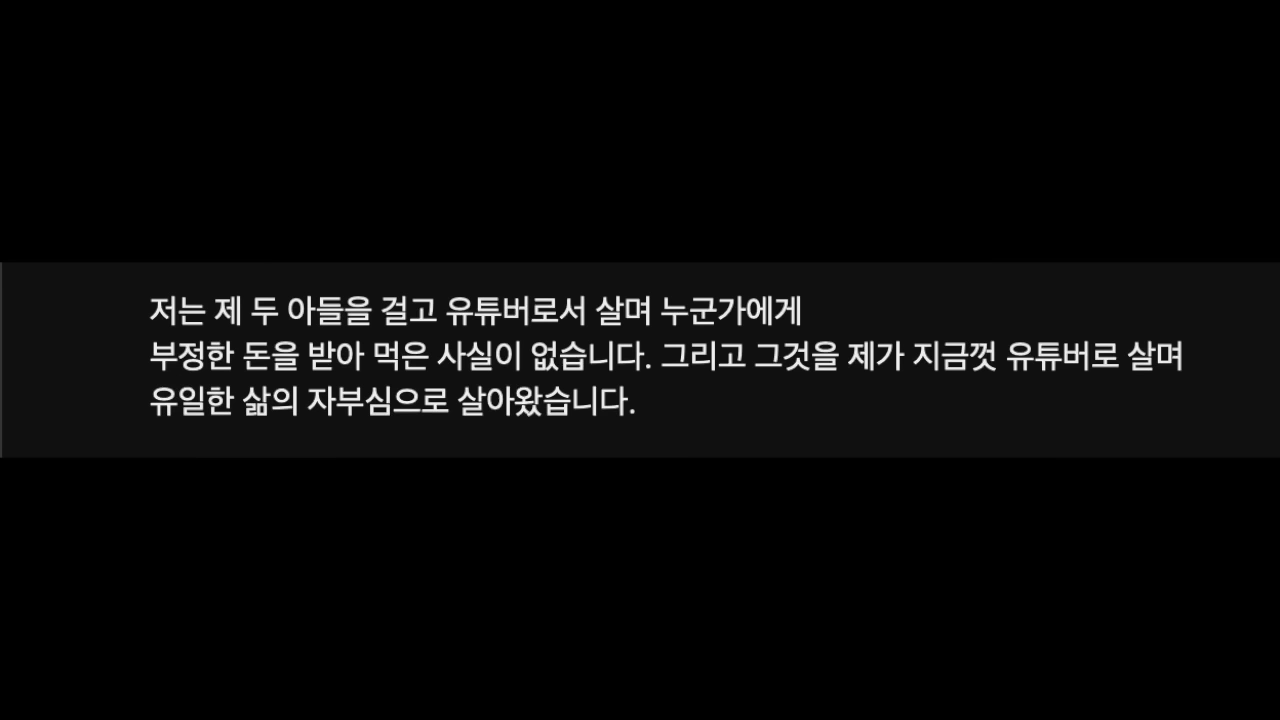 저는 제 두 아들을 걸고 유튜버로서 살며 누군가에게
부정한 돈을 받아 먹은 사실이 없습니다. 그리고 그것을 제가 지금껏 유튜버로 살며
유일한 삶의 자부심으로 살아왔습니다.